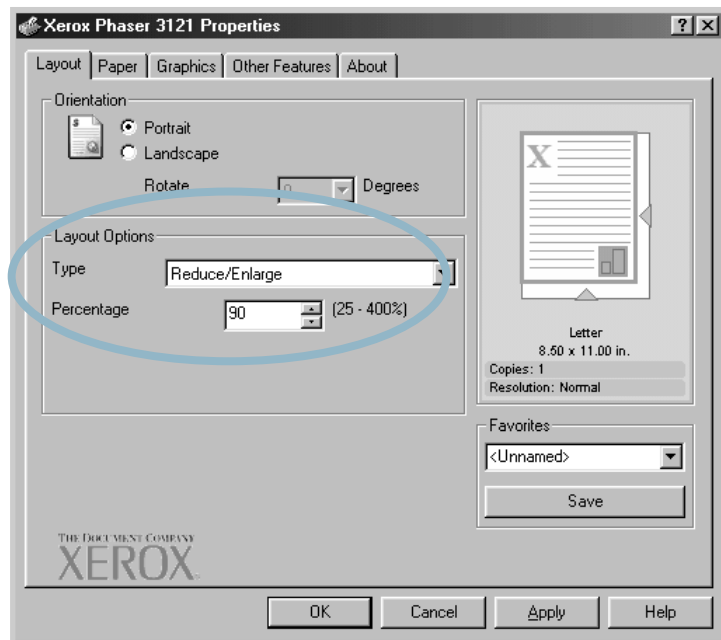 Xerox Phaser 3121 Properties
Layout Paper Graphics Other Features About
Orientation
Portrait
Landscape
Rotate 0 Degrees
Layout Options
Type Reduce/Enlarge
Percentage 90 (25 - 400%)
X
Letter
8.50 x 11.00 in.
Copies: 1
Resolution: Normal
Favorites
<Unnamed>
Save
THE DOCUMENT COMPANY
XEROX
OK Cancel Apply Help